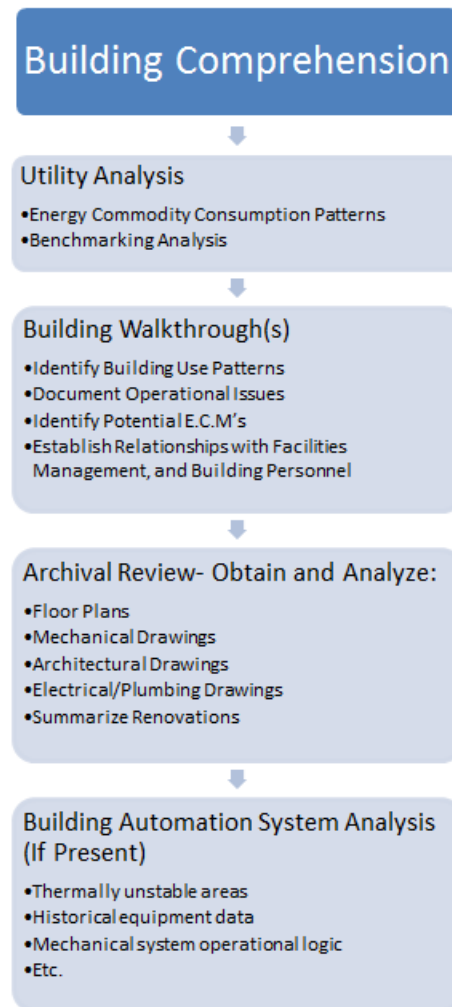 Building Comprehension
Utility Analysis
•Energy Commodity Consumption Patterns
•Benchmarking Analysis
Building Walkthrough(s)
•Identify Building Use Patterns
•Document Operational Issues
•Identify Potential E.C.M's
•Establish Relationships with Facilities
Management, and Building Personnel
Archival Review- Obtain and Analyze:
•Floor Plans
•Mechanical Drawings
•Architectural Drawings
•Electrical/Plumbing Drawings
•Summarize Renovations
Building Automation System Analysis
(If Present)
•Thermally unstable areas
•Historical equipment data
•Mechanical system operational logic
•Etc.